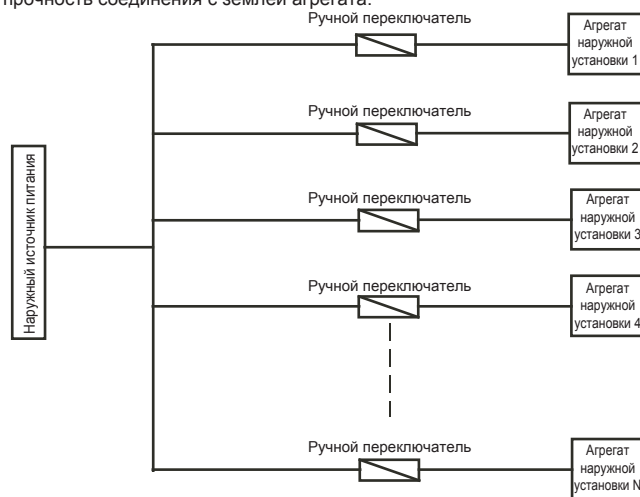 прочность соединения с землей агрегата.
Ручной переключатель
Агрегат
наружной
установки 1
Ручной переключатель
Агрегат
наружной
установки 2
Ручной переключатель
Агрегат
наружной
установки 3
Наружный источник питания
Ручной переключатель
Агрегат
наружной
установки 4
Ручной переключатель
Агрегат
наружной
установки N